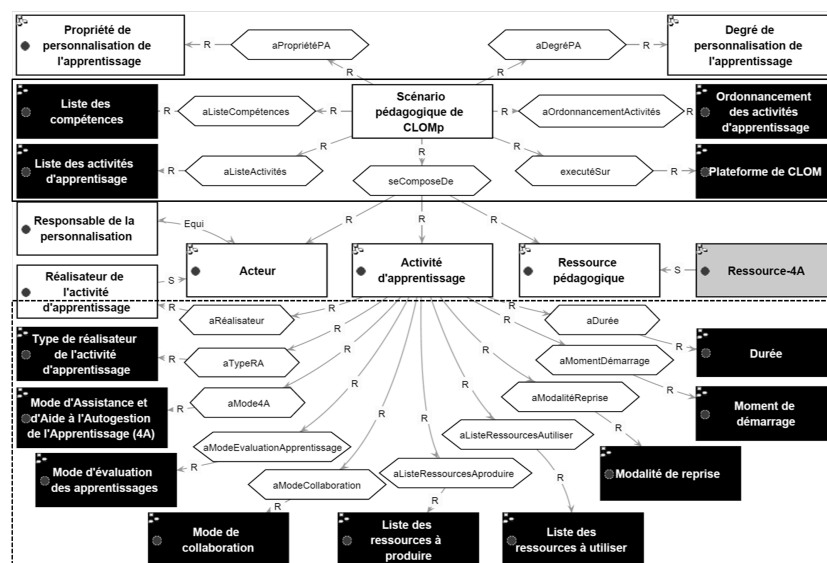 Propriété de
personnalisation de
l'apprentissage
R
aPropriétéPA
R
aDegréPA
R
R
Degré de
personnalisation de
l'apprentissage
Liste des
compétences
R
aListeCompétences
R
Scénario
pédagogique de
CLOMp
R
aOrdonnancementActivités
R
Ordonnancement
des activités
d'apprentissage
Liste des activités
d'apprentisage
R
aListeActivités
R
R
seComposeDe
R
executéSur
R
Plateforme de CLOM
Responsable de la
personnalisation
Equi
R
R
R
Réalisateur de
l'activité
d'apprentissage
S
Acteur
Activité
d'apprentissage
Ressource
pédagogique
S
Ressource-4A
R
aRéalisateur
R
R
aDurée
R
Type de réalisateur
de l'activité
d'apprentissage
R
aTypeRA
R
R
aMomentDémarrage
R
Durée
Mode d'Assistance et
d'Aide à l'Autogestion
de l'Apprentissage (4A)
R
aMode4A
R
R
aModalitéReprise
R
Moment de
démarrage
Mode d'évaluation
des apprentissages
R
aModeEvaluationApprentissage
R
R
aListeRessourcesAutiliser
R
Modalité de reprise
aModeCollaboration
R
R
aListeRessourcesAproduire
R
R
R
Mode de
collaboration
Liste des
ressources à
produire
Liste des
ressources à utiliser